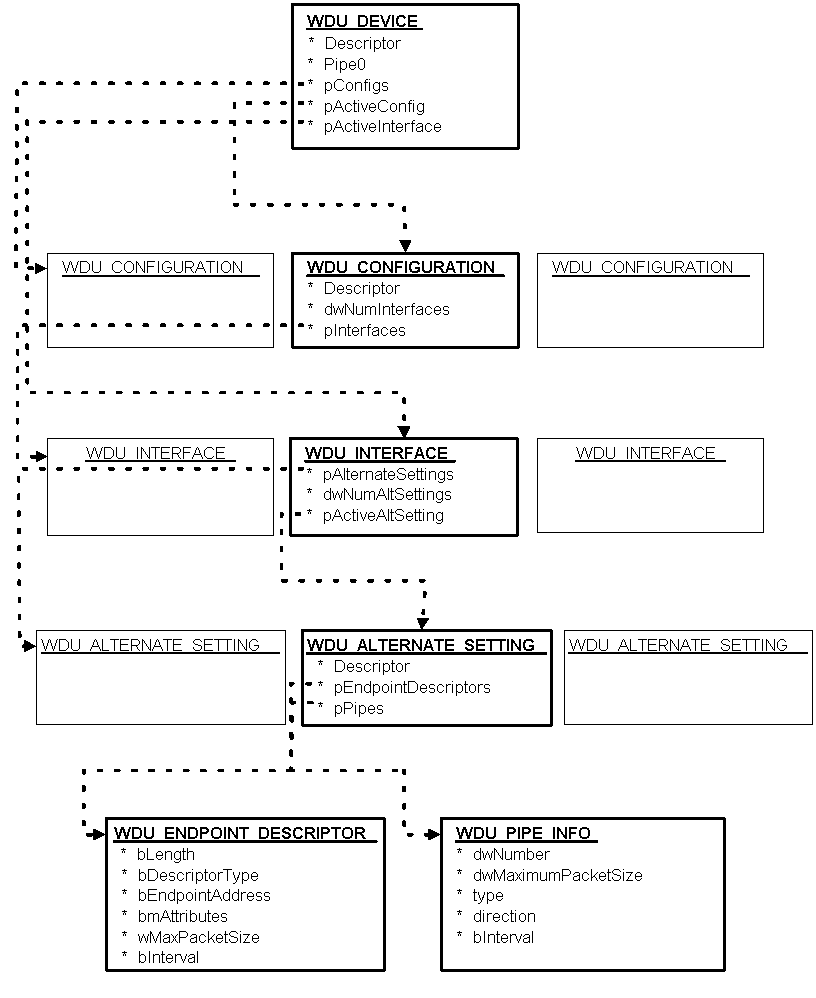 WDU_DEVICE
* Descriptor
* Pipe0
* pConfigs
* pActiveConfig
* pActiveInterface
WDU_CONFIGURATION
WDU_CONFIGURATION
* Descriptor
* dwNumInterfaces
* pInterfaces
WDU_CONFIGURATION
WDU_INTERFACE
WDU_INTERFACE
* pAlternateSettings
* dwNumAltSettings
* pActiveAltSetting
WDU_INTERFACE
WDU_ALTERNATE_SETTING
WDU_ALTERNATE_SETTING
* Descriptor
* pEndpointDescriptors
* pPipes
WDU_ALTERNATE_SETTING
WDU_ENDPOINT_DESCRIPTOR
* bLength
* bDescriptorType
* bEndpointAddress
* bmAttributes
* wMaxPacketSize
* bInterval
WDU_PIPE_INFO
* dwNumber
* dwMaximumPacketSize
* type
* direction
* bInterval